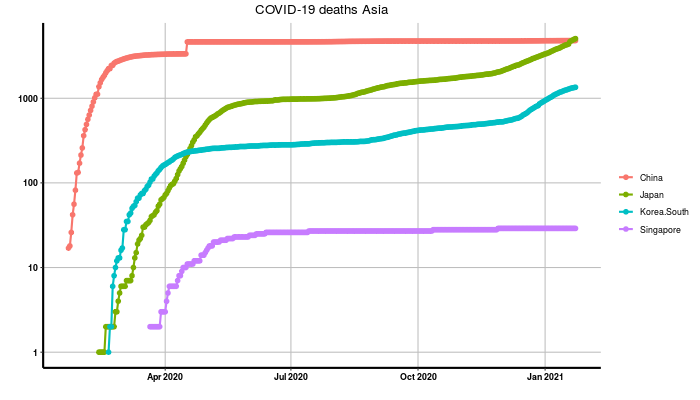 COVID-19 deaths Asia
1000
100
10
1
Apr 2020 Jul 2020 Oct 2020 Jan 2021
China
Japan
Korea.South
Singapore